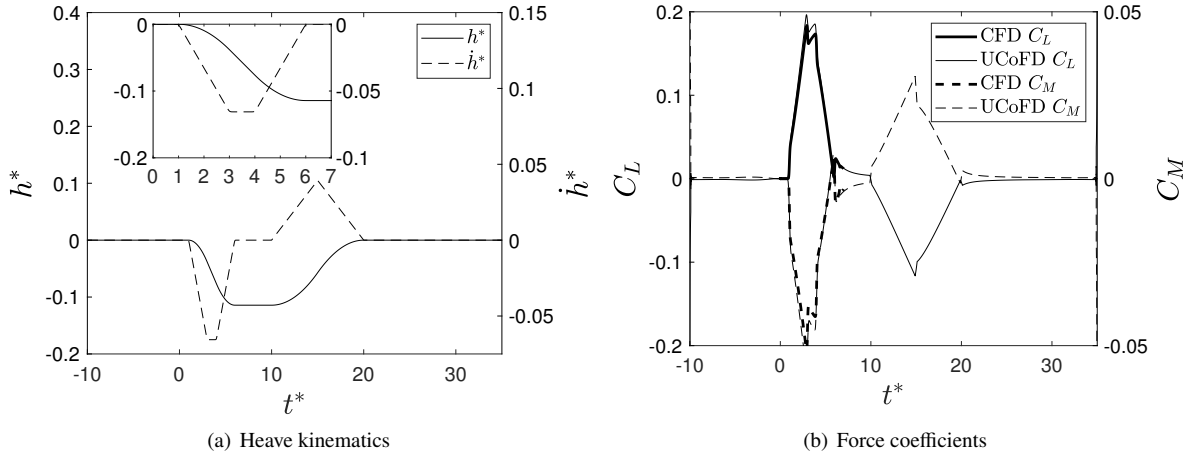 0.4
0.3
0.2
0.1
0
-0.1
-0.2
h*
0.15
0.1
0.05
0
-0.05
ḣ*
-10 0 10 20 30
t*
0
-0.1
-0.2
0
-0.05
-0.1
0 1 2 3 4 5 6 7
h*
ḣ*
(a) Heave kinematics
0.2
0.1
0
-0.1
-0.2
C_L
0.05
0
-0.05
C_M
-10 0 10 20 30
t*
CFD C_L
UCoFD C_L
CFD C_M
UCoFD C_M
(b) Force coefficients